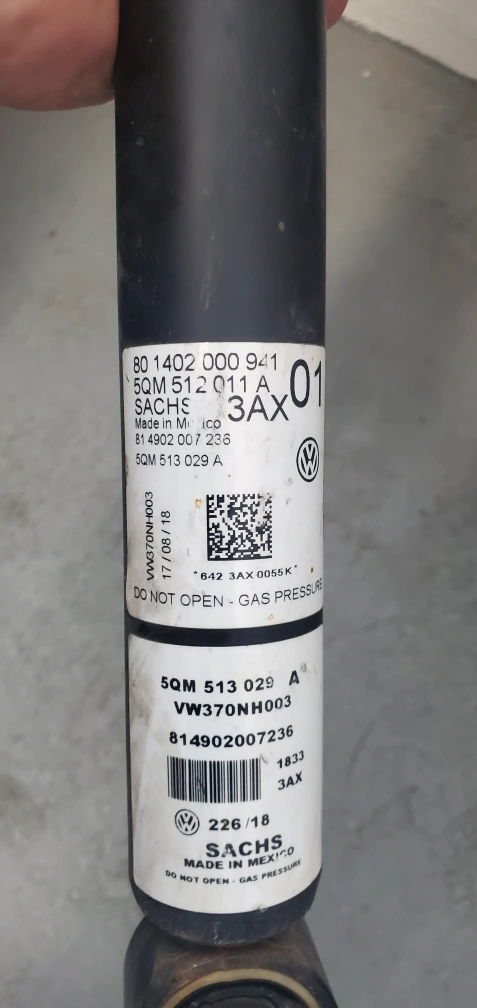 80 1402 000 941
5QM 512 011 A
01
SACHS
3AX
Made in Mexico
81 4902 007 236
5QM 513 029 A
VW370NH003
17/08/18
*642 3AX0055K*
DO NOT OPEN - GAS PRESSURE
5QM 513 029 A
VW370NH003
814902007236
1833
3AX
226/18
SACHS
MADE IN MEXICO
DO NOT OPEN - GAS PRESSURE